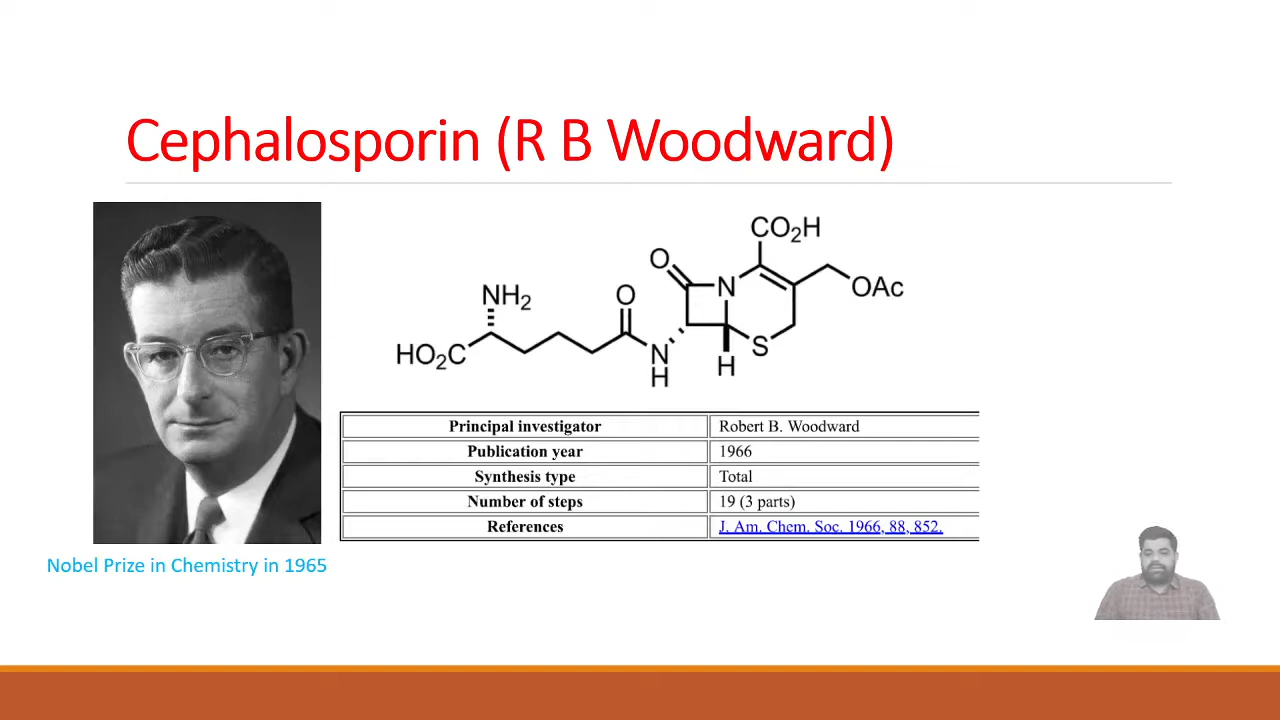 Cephalosporin (R B Woodward)
CO2H
O
N
OAc
NH2
O
HO2C
N
H
H
S
Principal investigator Robert B. Woodward
Publication year 1966
Synthesis type Total
Number of steps 19 (3 parts)
References J. Am. Chem. Soc. 1966, 88, 852.
Nobel Prize in Chemistry in 1965